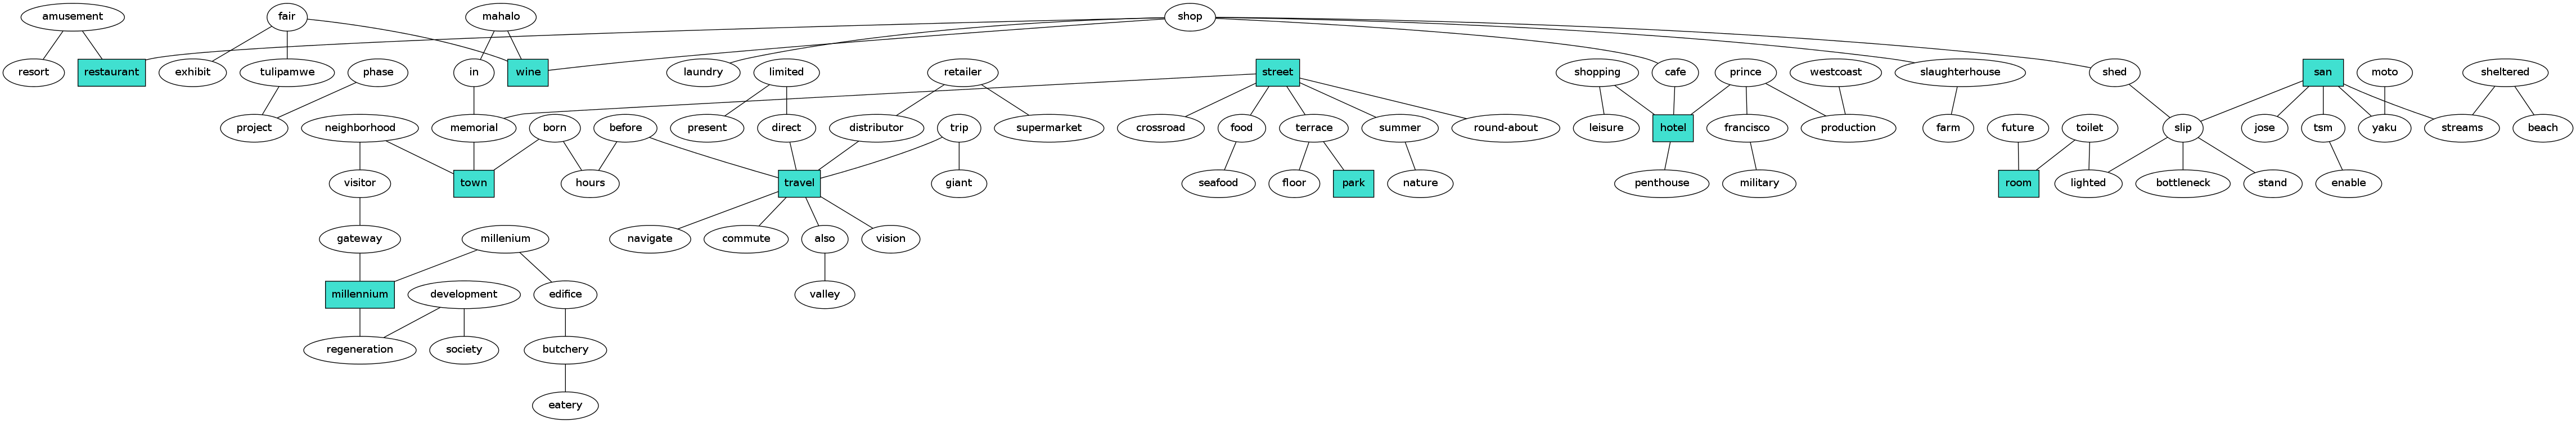 amusement
fair
mahalo
shop
resort
restaurant
exhibit
tulipamwe
phase
in
wine
laundry
limited
retailer
street
shopping
cafe
prince
westcoast
slaughterhouse
shed
san
moto
sheltered
project
neighborhood
memorial
born
before
present
direct
distributor
trip
supermarket
crossroad
food
terrace
summer
round-about
leisure
hotel
francisco
production
farm
future
toilet
slip
jose
tsm
yaku
streams
beach
visitor
town
hours
travel
giant
seafood
floor
park
nature
penthouse
military
room
lighted
bottleneck
stand
enable
gateway
millenium
navigate
commute
also
vision
millennium
development
edifice
valley
regeneration
society
butchery
eatery